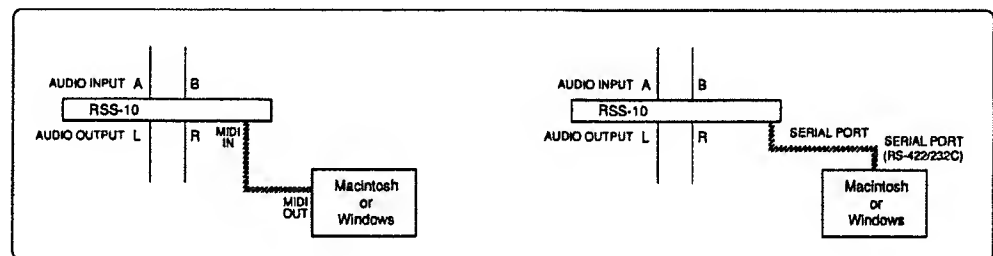 AUDIO INPUT A B
RSS-10
AUDIO OUTPUT L R MIDI
IN
MIDI
OUT
Macintosh
or
Windows
AUDIO INPUT A B
RSS-10
AUDIO OUTPUT L R
SERIAL PORT
SERIAL PORT
(RS-422/232C)
Macintosh
or
Windows